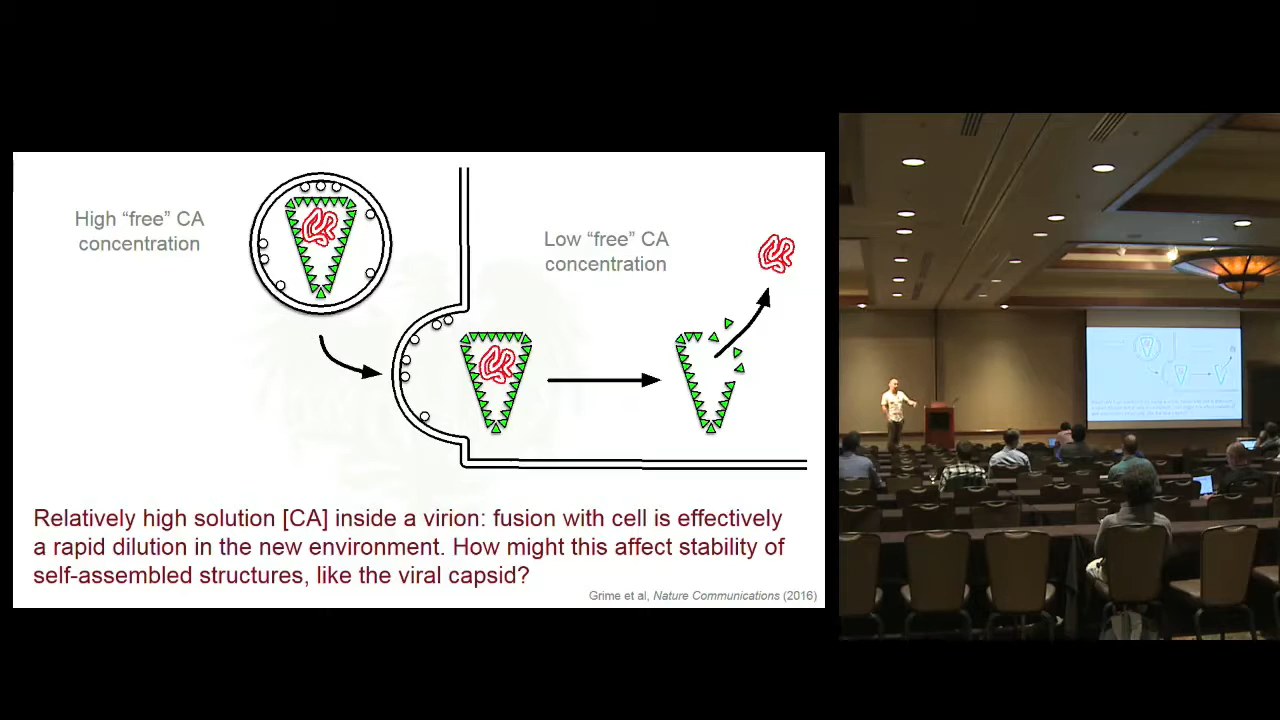 High “free” CA
concentration
Low “free” CA
concentration
Relatively high solution [CA] inside a virion: fusion with cell is effectively
a rapid dilution in the new environment. How might this affect stability of
self-assembled structures, like the viral capsid?
Grime et al, Nature Communications (2016)